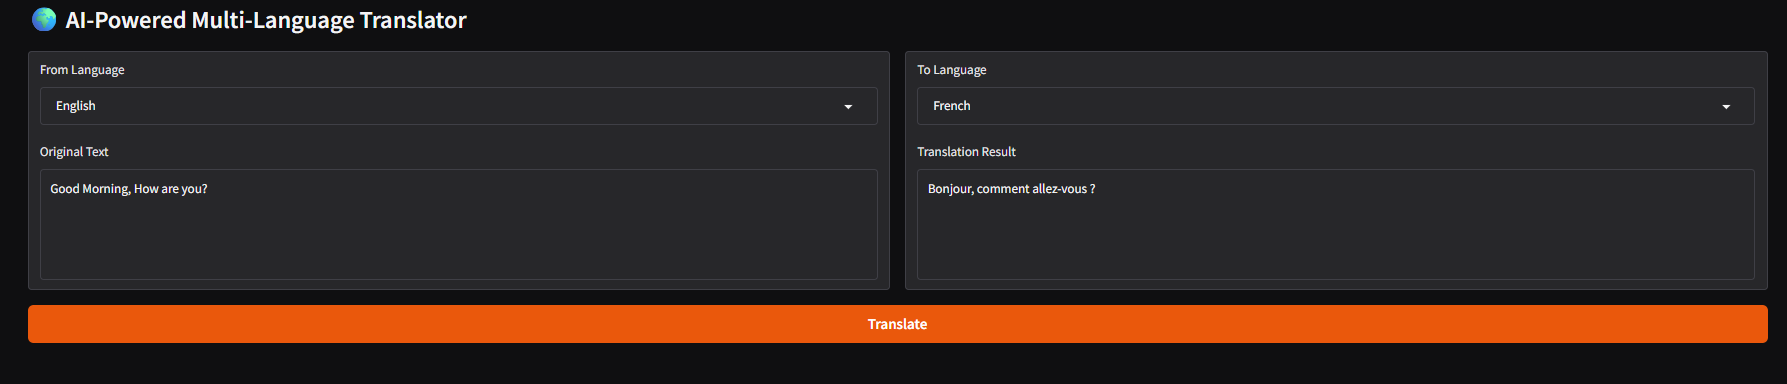 🌍 AI-Powered Multi-Language Translator
From Language
English
Original Text
Good Morning, How are you?
To Language
French
Translation Result
Bonjour, comment allez-vous ?
Translate